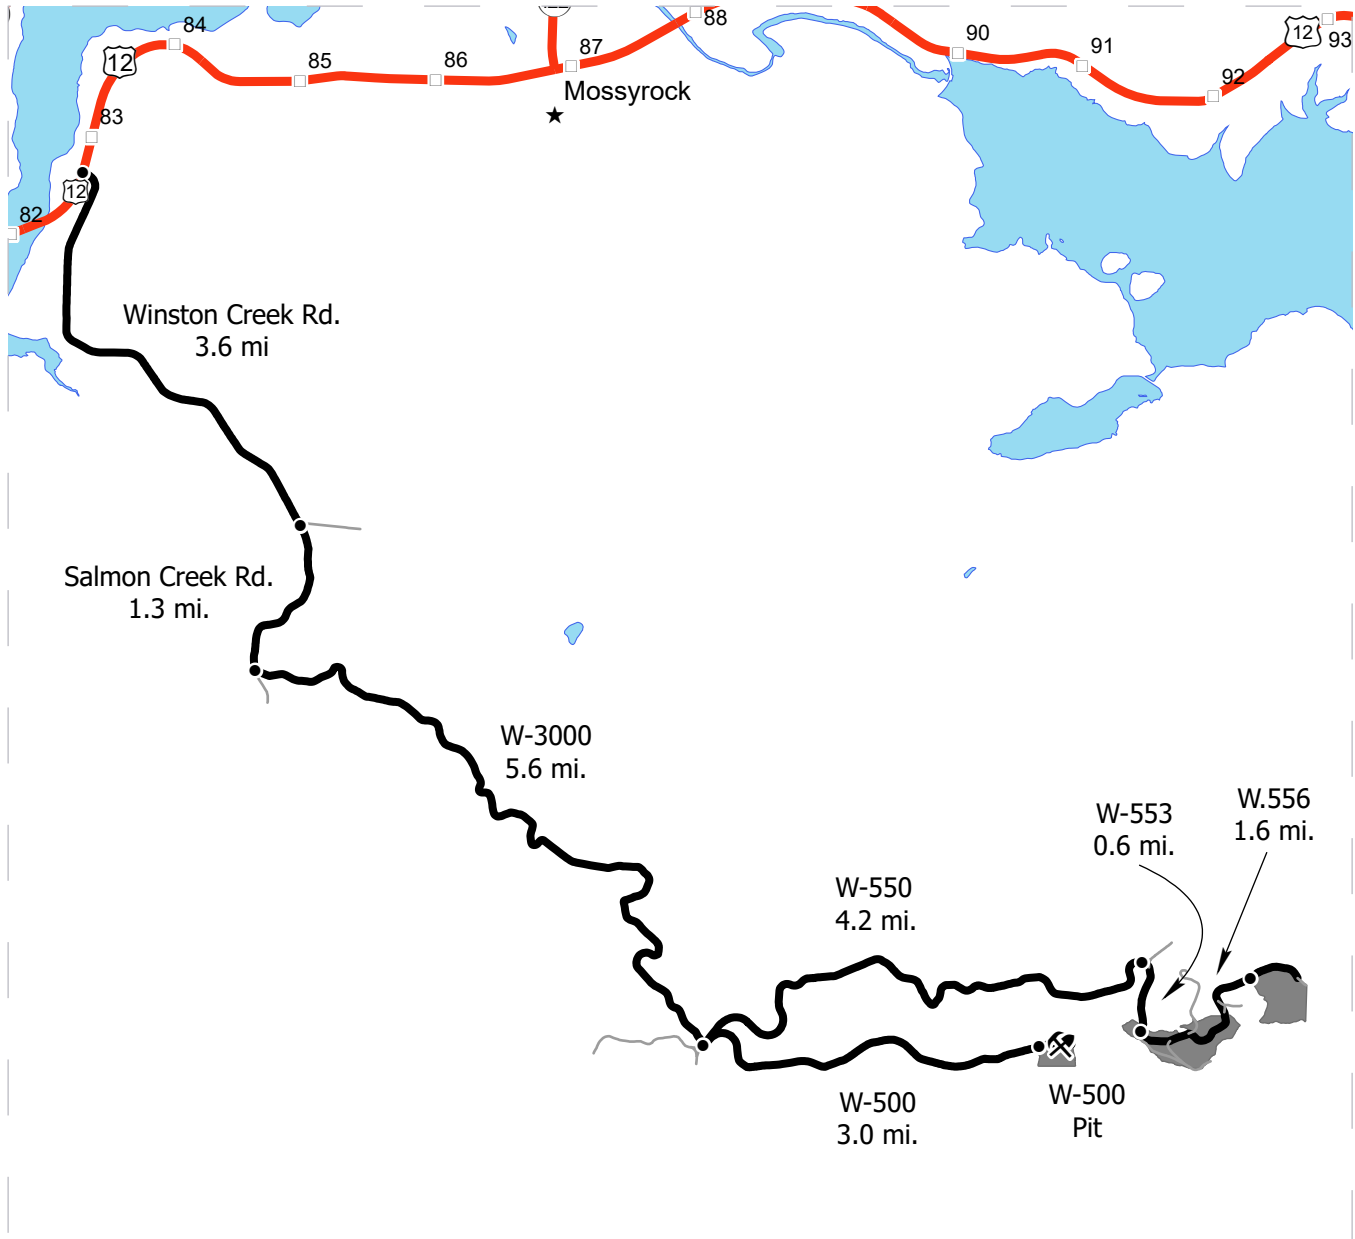 88
84
90
93
12
12
87
91
85
86
92
Mossyrock
83
12
82
Winston Creek Rd.
3.6 mi
Salmon Creek Rd.
1.3 mi.
W-3000
5.6 mi.
W-553
0.6 mi.
W.556
1.6 mi.
W-550
4.2 mi.
W-500
3.0 mi.
W-500
Pit